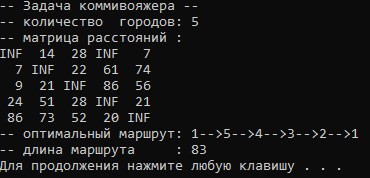 -- Задача коммивояжера --
-- количество городов: 5
-- матрица расстояний :
INF 14 28 INF 7
7 INF 22 61 74
9 21 INF 86 56
24 51 28 INF 21
86 73 52 20 INF
-- оптимальный маршрут: 1-->5-->4-->3-->2-->1
-- длина маршрута : 83
Для продолжения нажмите любую клавишу . . .